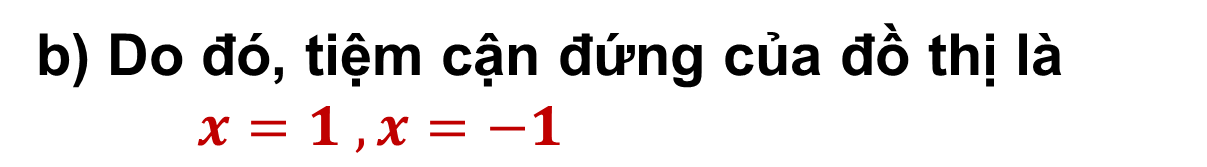 b) Do đó, tiệm cận đứng của đồ thị là
x = 1 , x = −1